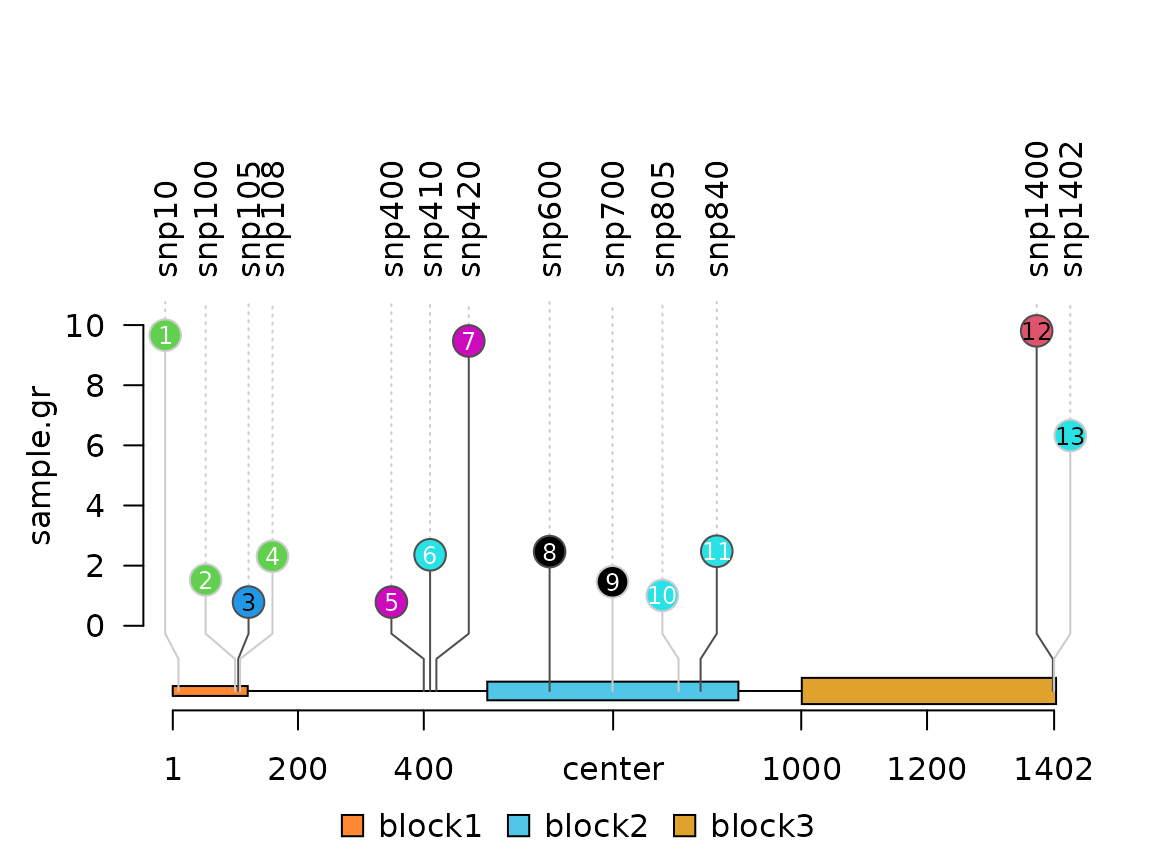 snp10
snp100
snp105
snp108
snp400
snp410
snp420
snp600
snp700
snp805
snp840
snp1400
snp1402
sample.gr
10
8
6
4
2
0
1
2
3
4
5
6
7
8
9
10
11
12
13
1 200 400 center 1000 1200 1402
block1 block2 block3